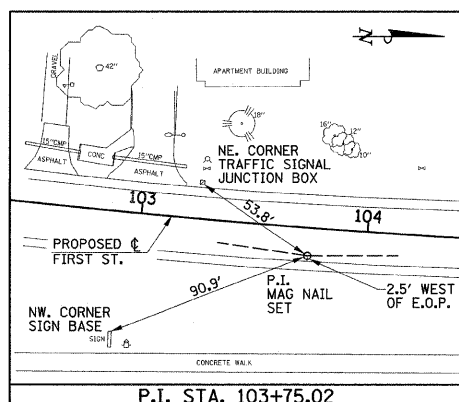 N
42"
GRAVEL
APARTMENT BUILDING
18"
16"
12"
10"
15"CMP
CONC
15"CMP
ASPHALT
ASPHALT
NE. CORNER
TRAFFIC SIGNAL
JUNCTION BOX
103
104
53.8'
PROPOSED ℄
FIRST ST.
90.9'
P.I.
MAG NAIL
SET
2.5' WEST
OF E.O.P.
NW. CORNER
SIGN BASE
SIGN
CONCRETE WALK
P.I. STA. 103+75.02